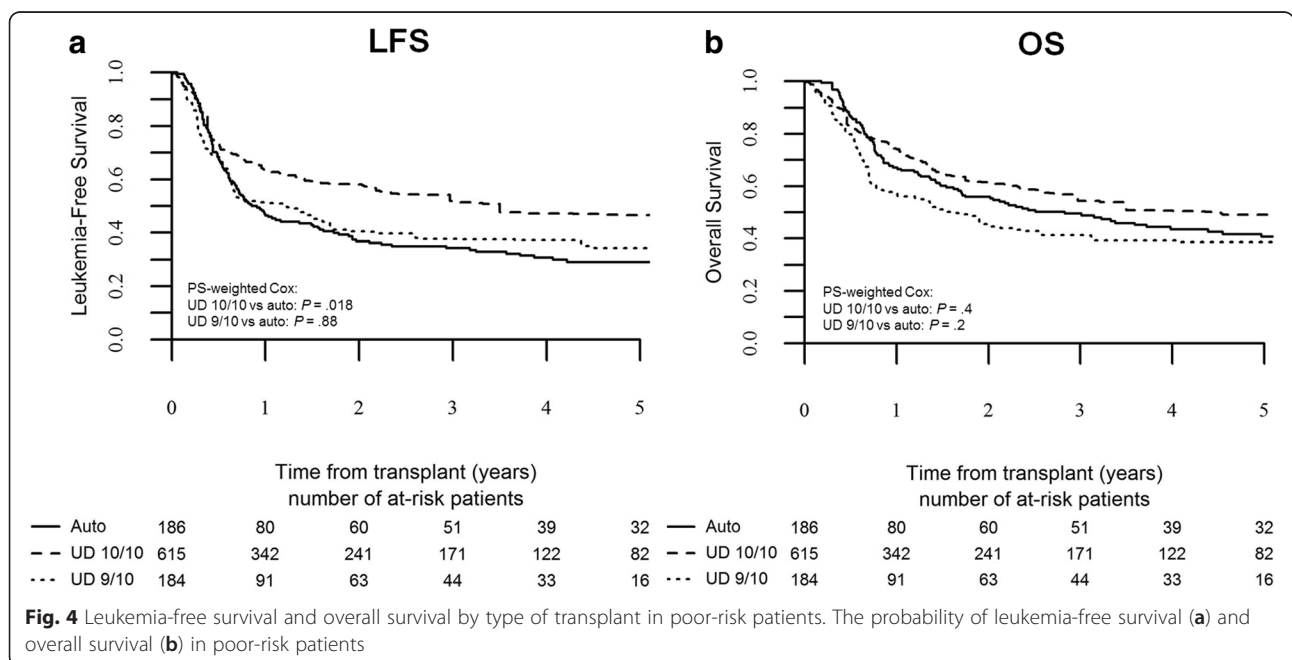 a LFS
1.0
0.8
0.6
0.4
0.2
0.0
Leukemia-Free Survival
PS-weighted Cox:
UD 10/10 vs auto: P = .018
UD 9/10 vs auto: P = .88
0 1 2 3 4 5
Time from transplant (years)
number of at-risk patients
Auto 186 80 60 51 39 32
UD 10/10 615 342 241 171 122 82
UD 9/10 184 91 63 44 33 16
b OS
1.0
0.8
0.6
0.4
0.2
0.0
Overall Survival
PS-weighted Cox:
UD 10/10 vs auto: P = .4
UD 9/10 vs auto: P = .2
0 1 2 3 4 5
Time from transplant (years)
number of at-risk patients
Auto 186 80 60 51 39 32
UD 10/10 615 342 241 171 122 82
UD 9/10 184 91 63 44 33 16
Fig. 4 Leukemia-free survival and overall survival by type of transplant in poor-risk patients. The probability of leukemia-free survival (a) and
overall survival (b) in poor-risk patients